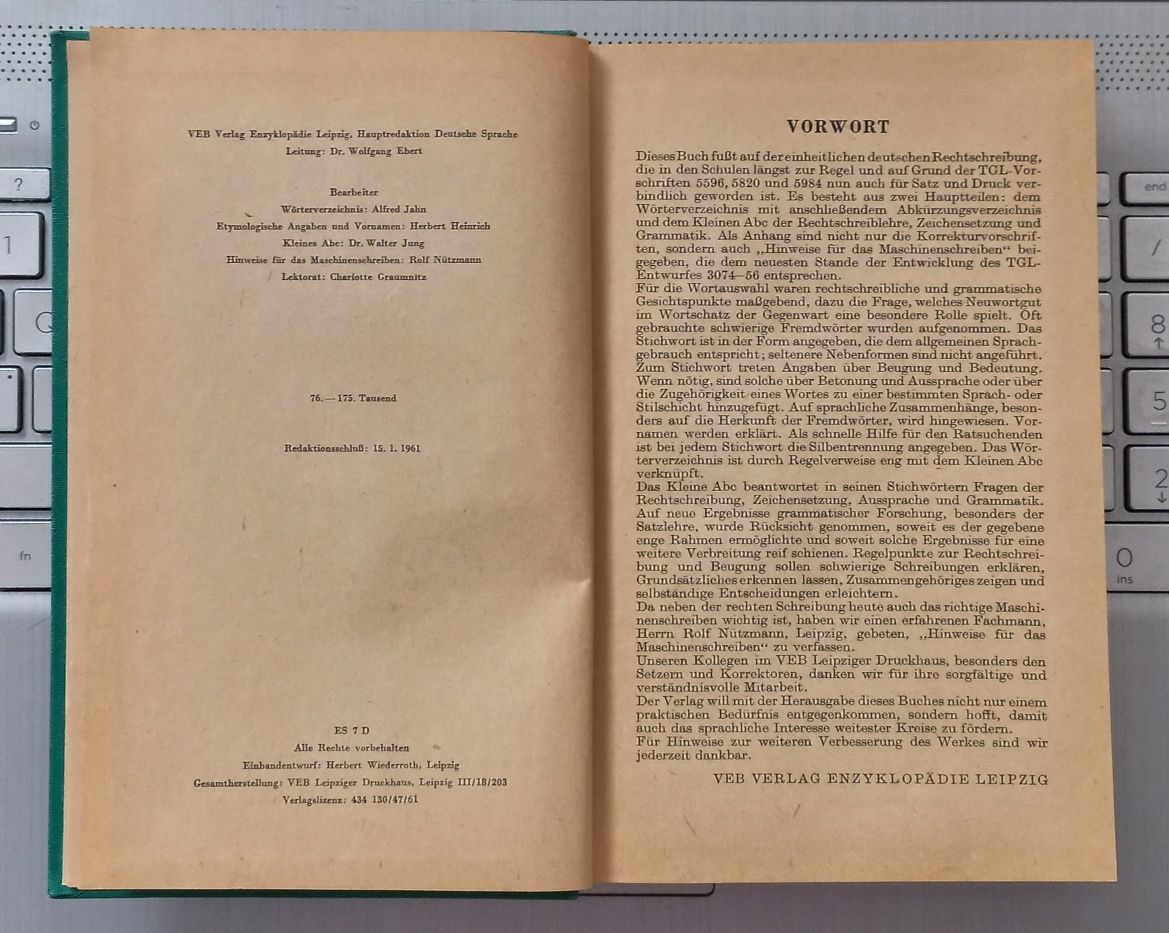 VEB Verlag Enzyklopädie Leipzig, Hauptredaktion Deutsche Sprache
Leitung: Dr. Wolfgang Ebert
Bearbeiter
Wörterverzeichnis: Alfred Jahn
Etymologische Angaben und Vornamen: Herbert Heinrich
Kleines Abc: Dr. Walter Jung
Hinweise für das Maschinenschreiben: Rolf Nützmann
Lektorat: Charlotte Graumnitz
76.—175. Tausend
Redaktionsschluß: 15. 1. 1961
ES 7 D
Alle Rechte vorbehalten
Einbandentwurf: Herbert Wiederroth, Leipzig
Gesamtherstellung: VEB Leipziger Druckhaus, Leipzig III/18/203
Verlagslizenz: 434 130/47/61
VORWORT
Dieses Buch fußt auf der einheitlichen deutschen Rechtschreibung,
die in den Schulen längst zur Regel und auf Grund der TGL-Vor-
schriften 5596, 5820 und 5984 nun auch für Satz und Druck ver-
bindlich geworden ist. Es besteht aus zwei Hauptteilen: dem
Wörterverzeichnis mit anschließendem Abkürzungsverzeichnis
und dem Kleinen Abc der Rechtschreiblehre, Zeichensetzung und
Grammatik. Als Anhang sind nicht nur die Korrekturvorschrif-
ten, sondern auch „Hinweise für das Maschinenschreiben“ bei-
gegeben, die dem neuesten Stande der Entwicklung des TGL-
Entwurfes 3074—56 entsprechen.
Für die Wortauswahl waren rechtschreibliche und grammatische
Gesichtspunkte maßgebend, dazu die Frage, welches Neuwortgut
im Wortschatz der Gegenwart eine besondere Rolle spielt. Oft
gebrauchte schwierige Fremdwörter wurden aufgenommen. Das
Stichwort ist in der Form angegeben, die dem allgemeinen Sprach-
gebrauch entspricht; seltenere Nebenformen sind nicht angeführt.
Zum Stichwort treten Angaben über Beugung und Bedeutung.
Wenn nötig, sind solche über Betonung und Aussprache oder über
die Zugehörigkeit eines Wortes zu einer bestimmten Sprach- oder
Stilschicht hinzugefügt. Auf sprachliche Zusammenhänge, beson-
ders auf die Herkunft der Fremdwörter, wird hingewiesen. Vor-
namen werden erklärt. Als schnelle Hilfe für den Ratsuchenden
ist bei jedem Stichwort die Silbentrennung angegeben. Das Wör-
terverzeichnis ist durch Regelverweise eng mit dem Kleinen Abc
verknüpft.
Das Kleine Abc beantwortet in seinen Stichwörtern Fragen der
Rechtschreibung, Zeichensetzung, Aussprache und Grammatik.
Auf neue Ergebnisse grammatischer Forschung, besonders der
Satzlehre, wurde Rücksicht genommen, soweit es der gegebene
enge Rahmen ermöglichte und soweit solche Ergebnisse für eine
weitere Verbreitung reif schienen. Regelpunkte zur Rechtschrei-
bung und Beugung sollen schwierige Schreibungen erklären,
Grundsätzliches erkennen lassen, Zusammengehöriges zeigen und
selbständige Entscheidungen erleichtern.
Da neben der rechten Schreibung heute auch das richtige Maschi-
nenschreiben wichtig ist, haben wir einen erfahrenen Fachmann,
Herrn Rolf Nützmann, Leipzig, gebeten, „Hinweise für das
Maschinenschreiben“ zu verfassen.
Unseren Kollegen im VEB Leipziger Druckhaus, besonders den
Setzern und Korrektoren, danken wir für ihre sorgfältige und
verständnisvolle Mitarbeit.
Der Verlag will mit der Herausgabe dieses Buches nicht nur einem
praktischen Bedürfnis entgegenkommen, sondern hofft, damit
auch das sprachliche Interesse weitester Kreise zu fördern.
Für Hinweise zur weiteren Verbesserung des Werkes sind wir
jederzeit dankbar.
VEB VERLAG ENZYKLOPÄDIE LEIPZIG
?
1
Q
fn
end
/
8
5
2
0
ins